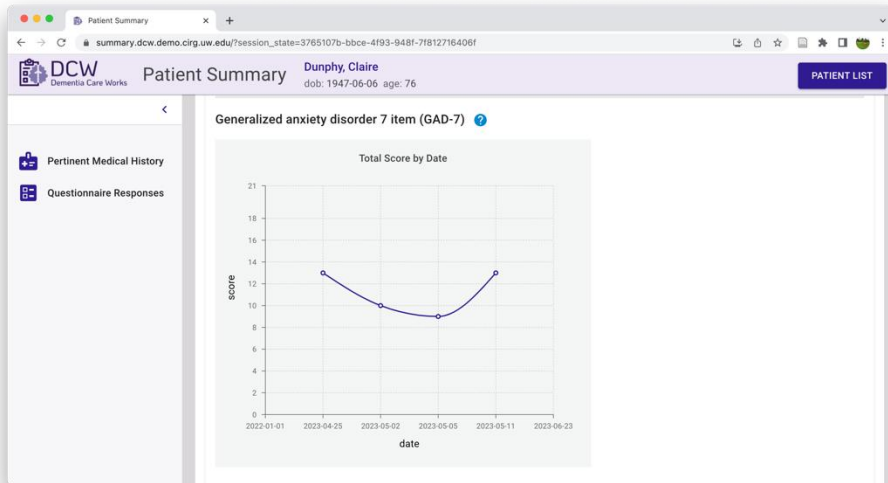 Patient Summary
summary.dcw.demo.cirg.uw.edu/?session_state=3765107b-bbce-4f93-948f-7f812716406f
DCW
Dementia Care Works
Patient Summary
Dunphy, Claire
dob: 1947-06-06 age: 76
PATIENT LIST
Pertinent Medical History
Questionnaire Responses
Generalized anxiety disorder 7 item (GAD-7) ?
Total Score by Date
21
18
16
14
12
10
8
6
4
2
0
score
2022-01-01 2023-04-25 2023-05-02 2023-05-05 2023-05-11 2023-06-23
date